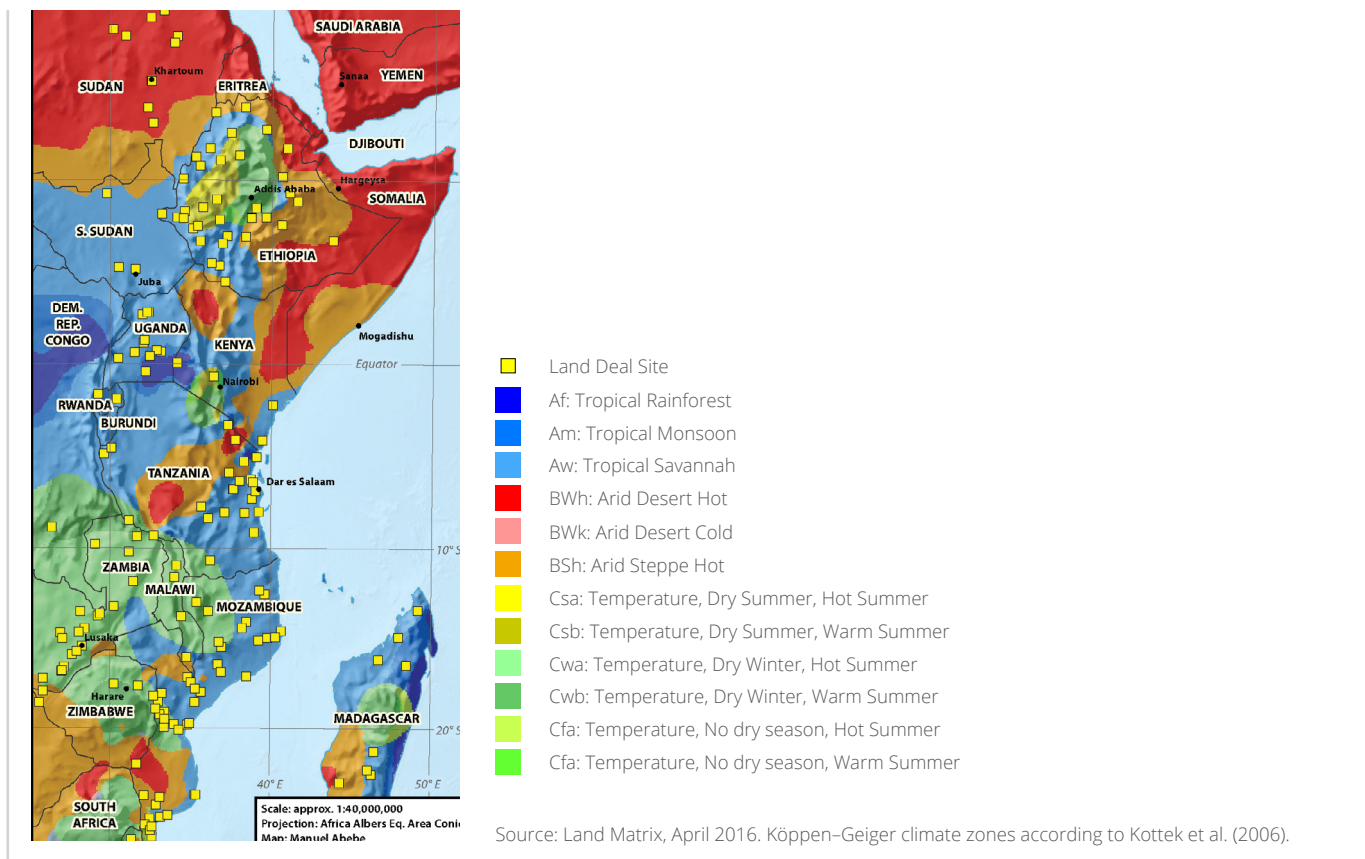 SAUDI ARABIA
Khartoum
Sanaa
YEMEN
SUDAN
ERITREA
DJIBOUTI
Hargeysa
Addis Ababa
SOMALIA
S. SUDAN
ETHIOPIA
Juba
DEM.
REP.
CONGO
UGANDA
Mogadishu
KENYA
Equator
Nairobi
RWANDA
BURUNDI
TANZANIA
Dar es Salaam
10° S
ZAMBIA
MALAWI
MOZAMBIQUE
Lusaka
Harare
ZIMBABWE
MADAGASCAR
20° S
40° E
50° E
SOUTH
AFRICA
Scale: approx. 1:40,000,000
Projection: Africa Albers Eq. Area Conic
Map: Manuel Abebe
Land Deal Site
Af: Tropical Rainforest
Am: Tropical Monsoon
Aw: Tropical Savannah
BWh: Arid Desert Hot
BWk: Arid Desert Cold
BSh: Arid Steppe Hot
Csa: Temperature, Dry Summer, Hot Summer
Csb: Temperature, Dry Summer, Warm Summer
Cwa: Temperature, Dry Winter, Hot Summer
Cwb: Temperature, Dry Winter, Warm Summer
Cfa: Temperature, No dry season, Hot Summer
Cfa: Temperature, No dry season, Warm Summer
Source: Land Matrix, April 2016. Köppen–Geiger climate zones according to Kottek et al. (2006).